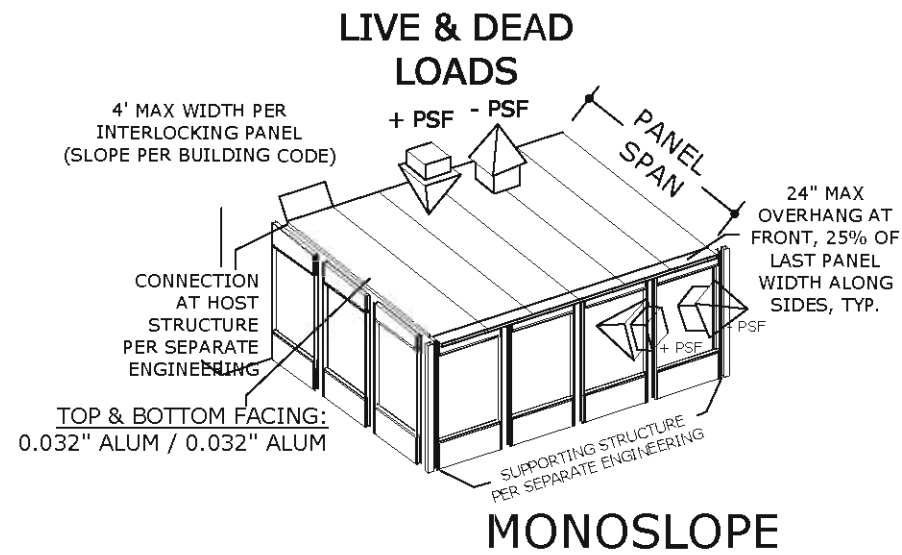 LIVE & DEAD
LOADS
4' MAX WIDTH PER
INTERLOCKING PANEL
(SLOPE PER BUILDING CODE)
+ PSF
- PSF
PANEL
SPAN
24" MAX
OVERHANG AT
FRONT, 25% OF
LAST PANEL
WIDTH ALONG
SIDES, TYP.
CONNECTION
AT HOST
STRUCTURE
PER SEPARATE
ENGINEERING
- PSF
+ PSF
TOP & BOTTOM FACING:
0.032" ALUM / 0.032" ALUM
SUPPORTING STRUCTURE
PER SEPARATE ENGINEERING
MONOSLOPE